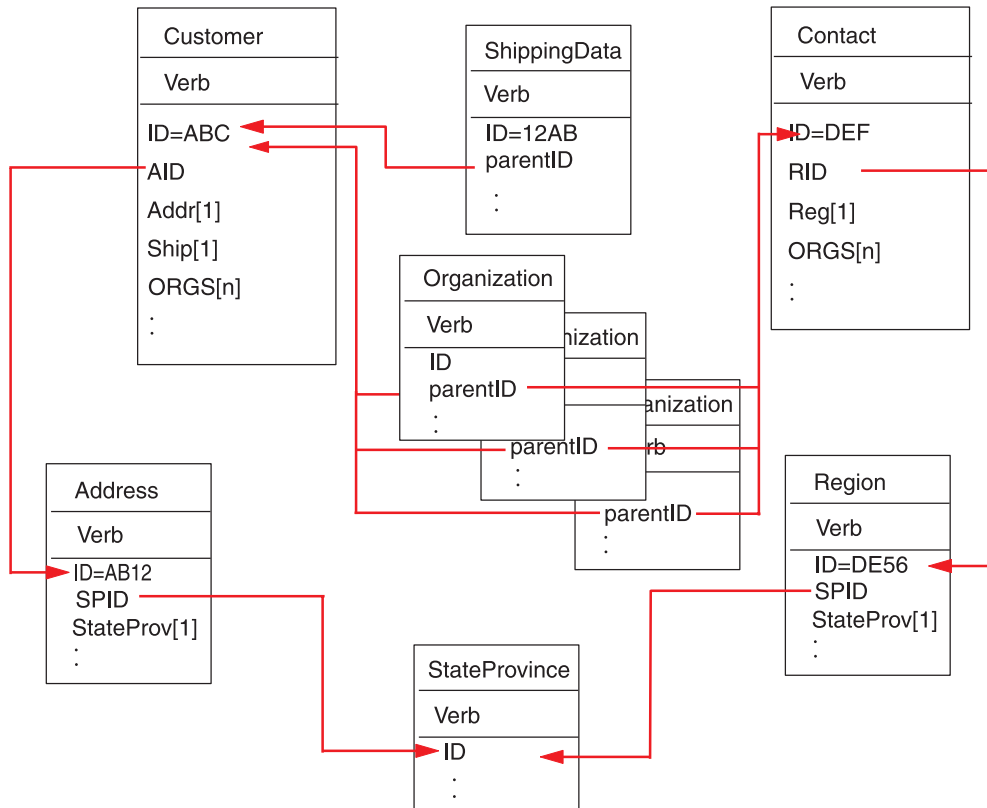 Customer
Verb
ID=ABC
AID
Addr[1]
Ship[1]
ORGS[n]
:
ShippingData
Verb
ID=12AB
parentID
:
Contact
Verb
ID=DEF
RID
Reg[1]
ORGS[n]
:
Organization
Verb
ID
parentID
:
nization
parentID
:
anization
rb
parentID
:
Address
Verb
ID=AB12
SPID
StateProv[1]
:
Region
Verb
ID=DE56
SPID
StateProv[1]
:
StateProvince
Verb
ID
: